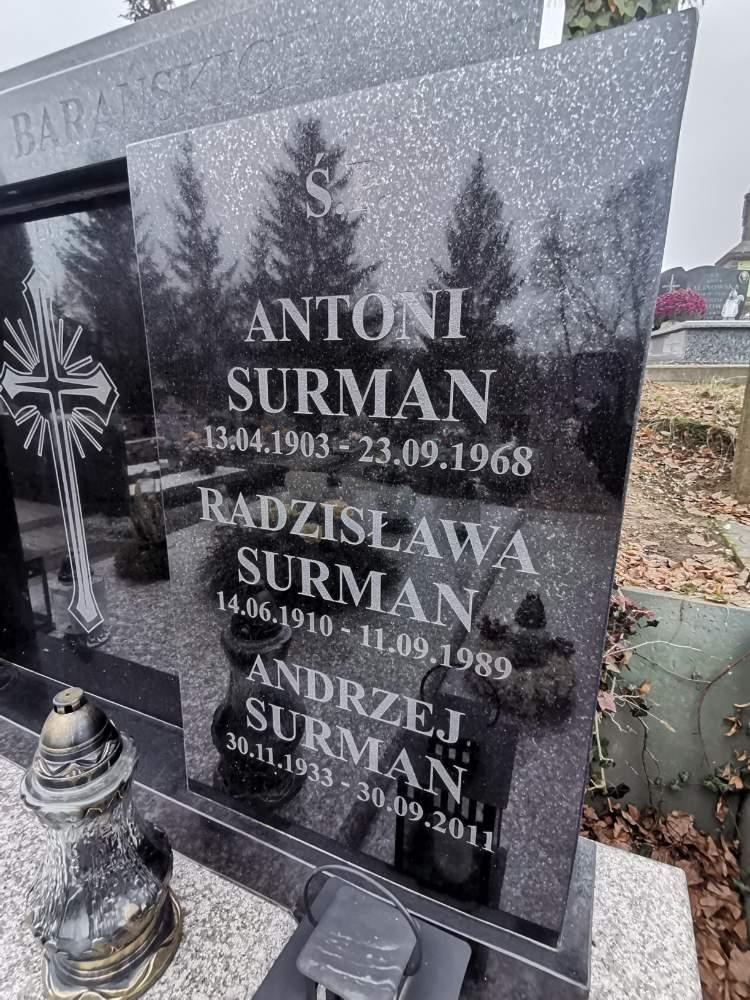 BARAŃSKICH
Ś.P.
ANTONI
SURMAN
13.04.1903 - 23.09.1968
RADZISŁAWA
SURMAN
14.06.1910 - 11.09.1989
ANDRZEJ
SURMAN
30.11.1933 - 30.09.2011